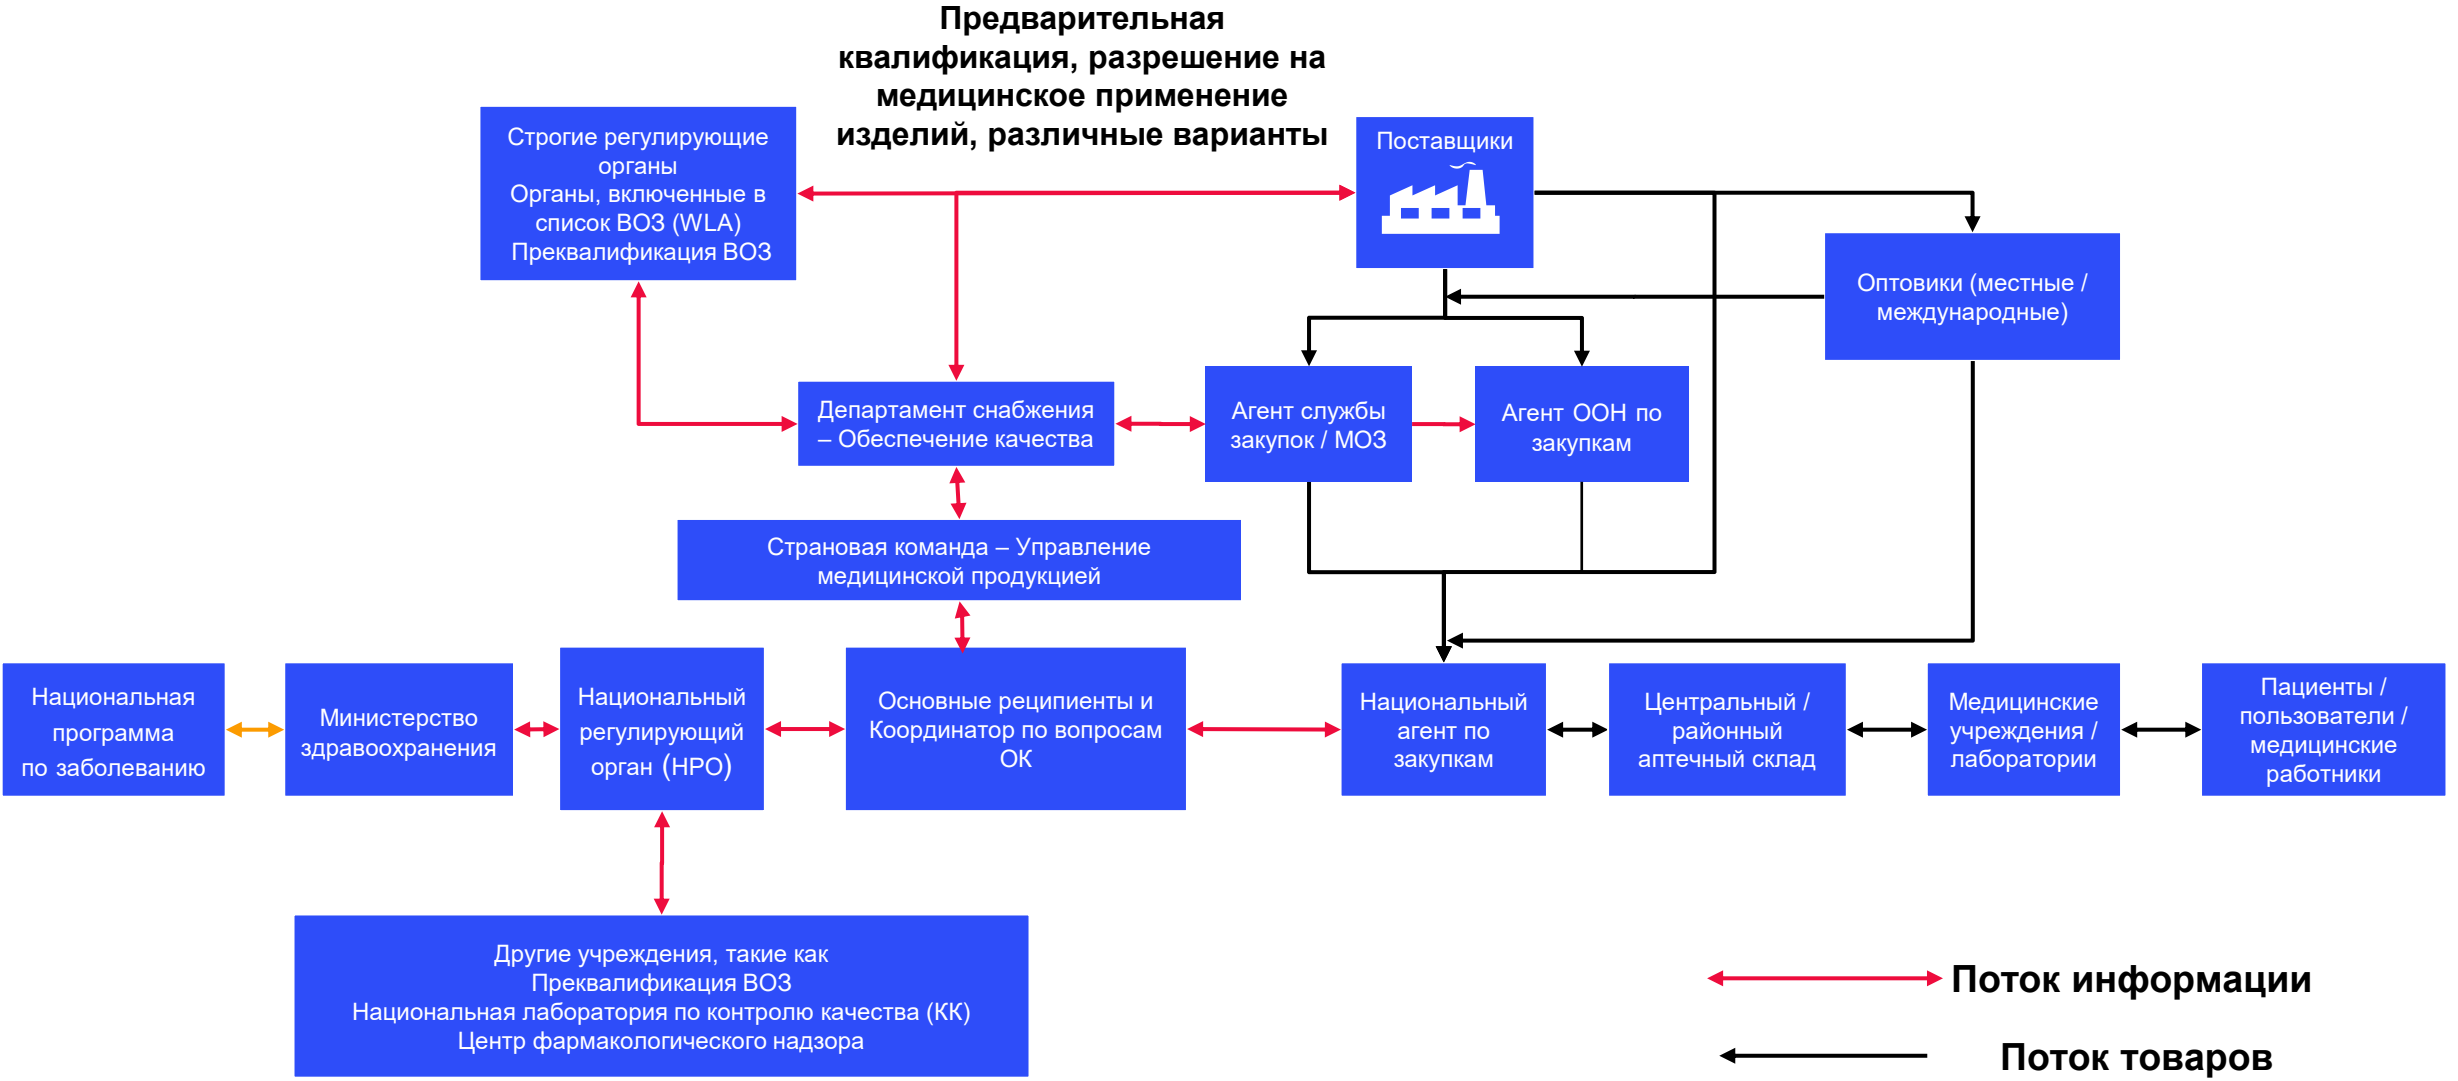 Предварительная
квалификация, разрешение на
медицинское применение
изделий, различные варианты
Строгие регулирующие
органы
Органы, включенные в
список ВОЗ (WLA)
Преквалификация ВОЗ
Поставщики
Оптовики (местные /
международные)
Департамент снабжения
– Обеспечение качества
Агент службы
закупок / МОЗ
Агент ООН по
закупкам
Страновая команда – Управление
медицинской продукцией
Национальная
программа
по заболеванию
Министерство
здравоохранения
Национальный
регулирующий
орган (НРО)
Основные реципиенты и
Координатор по вопросам
ОК
Национальный
агент по
закупкам
Центральный /
районный
аптечный склад
Медицинские
учреждения /
лаборатории
Пациенты /
пользователи /
медицинские
работники
Другие учреждения, такие как
Преквалификация ВОЗ
Национальная лаборатория по контролю качества (КК)
Центр фармакологического надзора
Поток информации
Поток товаров